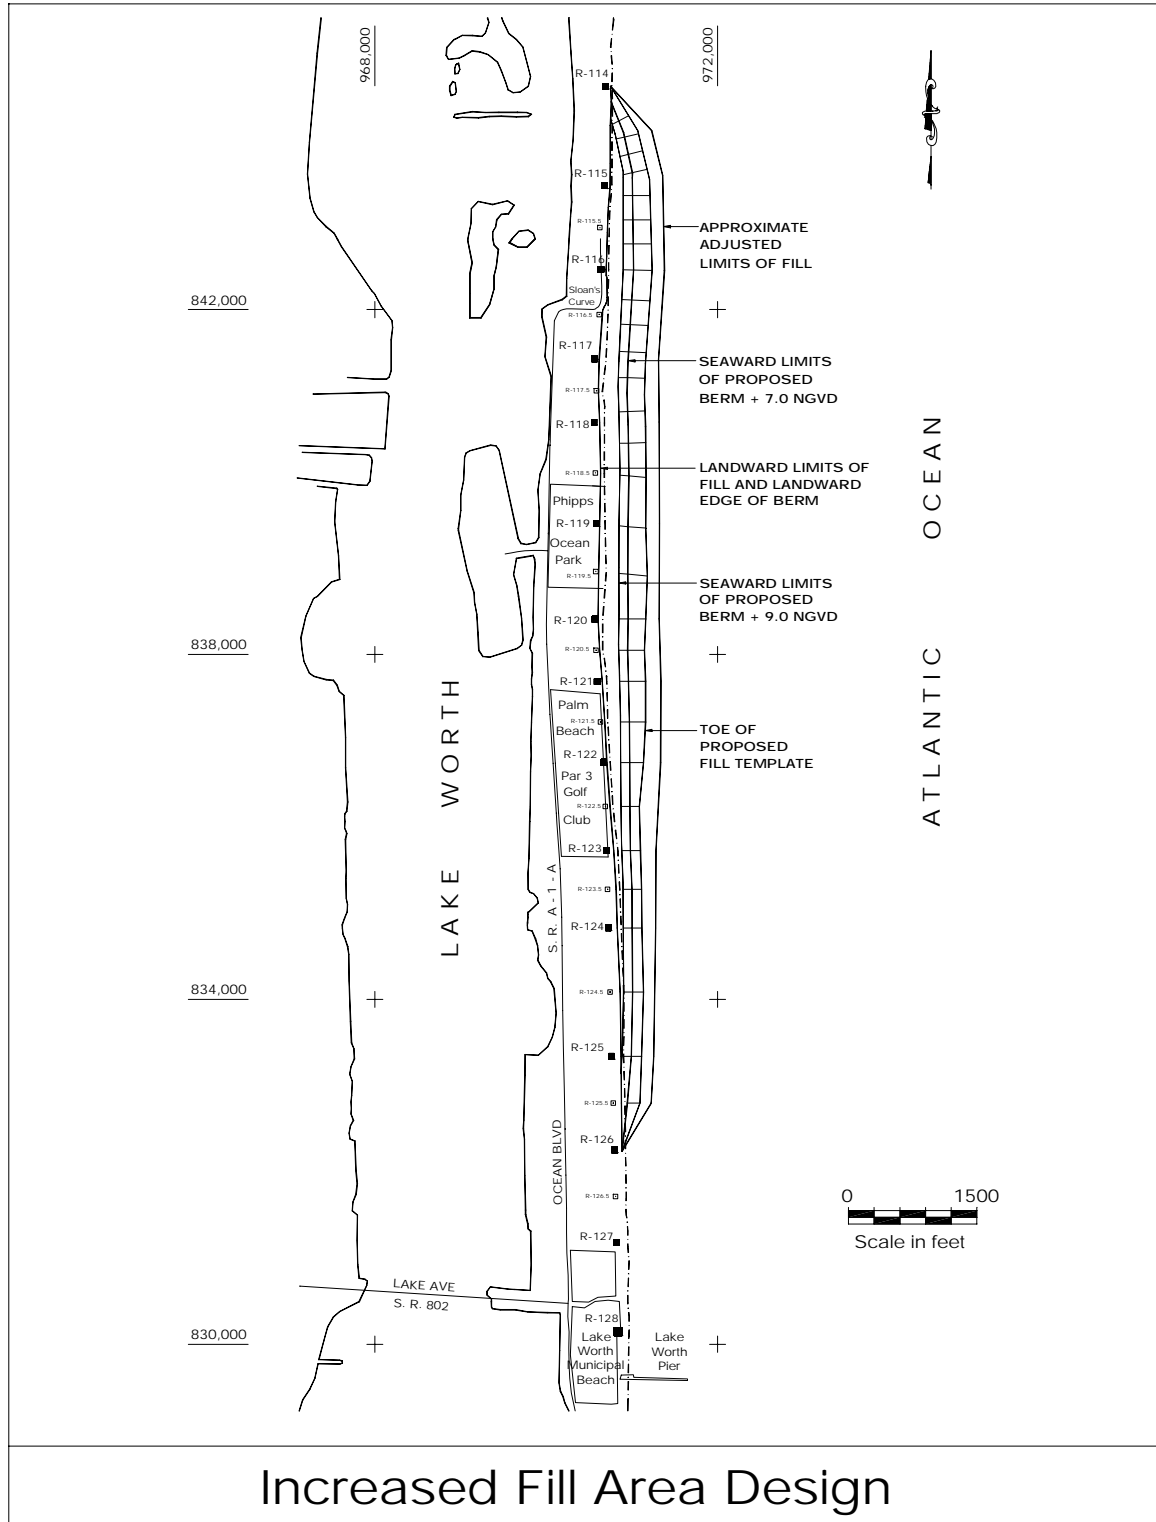 968,000
972,000
R-114
R-115
R-115.5
APPROXIMATE
ADJUSTED
LIMITS OF FILL
R-116
Sloan's
Curve
842,000
R-116.5
R-117
SEAWARD LIMITS
OF PROPOSED
BERM + 7.0 NGVD
R-117.5
R-118
OCEAN
R-118.5
LANDWARD LIMITS OF
FILL AND LANDWARD
EDGE OF BERM
Phipps
R-119
Ocean
Park
R-119.5
SEAWARD LIMITS
OF PROPOSED
BERM + 9.0 NGVD
R-120
838,000
R-120.5
R-121
ATLANTIC
LAKE WORTH
Palm
R-121.5
Beach
TOE OF
PROPOSED
FILL TEMPLATE
R-122
Par 3
Golf
R-122.5
Club
R-123
S. R. A - 1 - A
R-123.5
R-124
834,000
R-124.5
R-125
R-125.5
OCEAN BLVD
R-126
R-126.5
0 1500
Scale in feet
R-127
LAKE AVE
S. R. 802
830,000
R-128
Lake
Worth
Municipal
Beach
Lake
Worth
Pier
Increased Fill Area Design